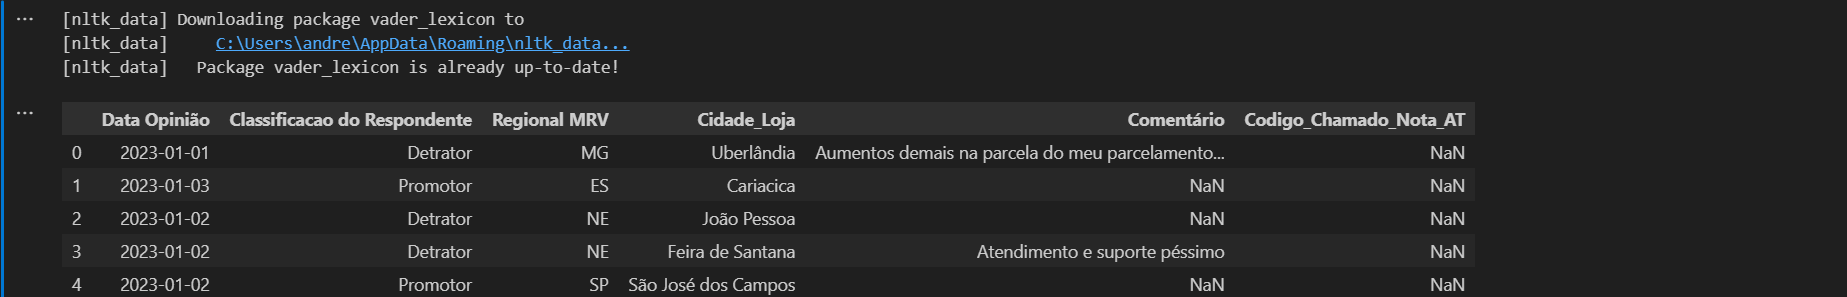 [nltk_data] Downloading package vader_lexicon to
[nltk_data]     C:\Users\andre\AppData\Roaming\nltk_data...
[nltk_data]   Package vader_lexicon is already up-to-date!
Data Opinião Classificacao do Respondente Regional MRV Cidade_Loja Comentário Codigo_Chamado_Nota_AT
0 2023-01-01 Detrator MG Uberlândia Aumentos demais na parcela do meu parcelamento... NaN
1 2023-01-03 Promotor ES Cariacica NaN NaN
2 2023-01-02 Detrator NE João Pessoa NaN NaN
3 2023-01-02 Detrator NE Feira de Santana Atendimento e suporte péssimo NaN
4 2023-01-02 Promotor SP São José dos Campos NaN NaN